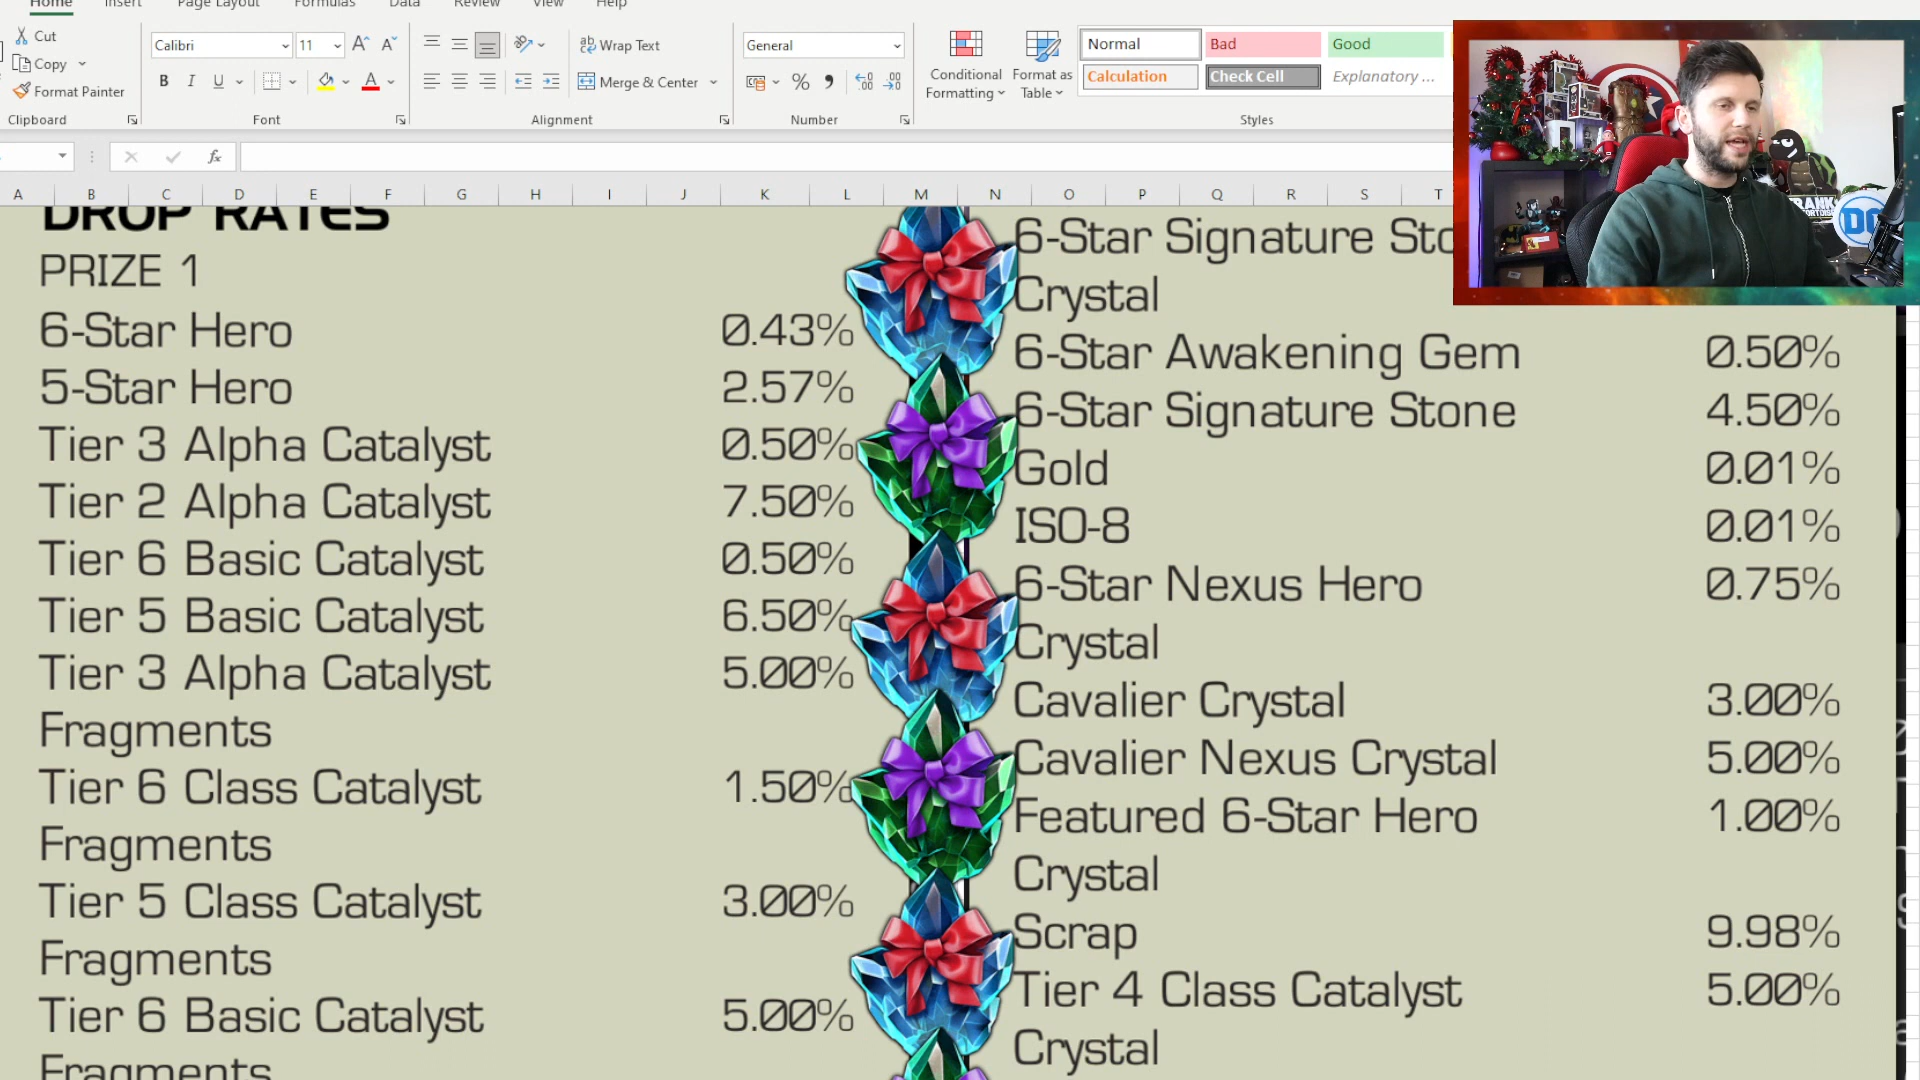 Home Insert Page Layout Formulas Data Review View Help
Cut
Copy
Format Painter
Clipboard
Calibri 11
B I U
Font
Wrap Text
Merge & Center
Alignment
General
Number
Conditional Formatting
Format as Table
Normal Bad Good
Calculation Check Cell Explanatory ...
Styles
fx
A B C D E F G H I J K L M N O P Q R S T
DROP RATES
PRIZE 1
6-Star Hero 0.43%
5-Star Hero 2.57%
Tier 3 Alpha Catalyst 0.50%
Tier 2 Alpha Catalyst 7.50%
Tier 6 Basic Catalyst 0.50%
Tier 5 Basic Catalyst 6.50%
Tier 3 Alpha Catalyst 5.00%
Fragments
Tier 6 Class Catalyst 1.50%
Fragments
Tier 5 Class Catalyst 3.00%
Fragments
Tier 6 Basic Catalyst 5.00%
Fragments
6-Star Signature
Crystal
6-Star Awakening Gem 0.50%
6-Star Signature Stone 4.50%
Gold 0.01%
ISO-8 0.01%
6-Star Nexus Hero 0.75%
Crystal
Cavalier Crystal 3.00%
Cavalier Nexus Crystal 5.00%
Featured 6-Star Hero 1.00%
Crystal
Scrap 9.98%
Tier 4 Class Catalyst 5.00%
Crystal
DC